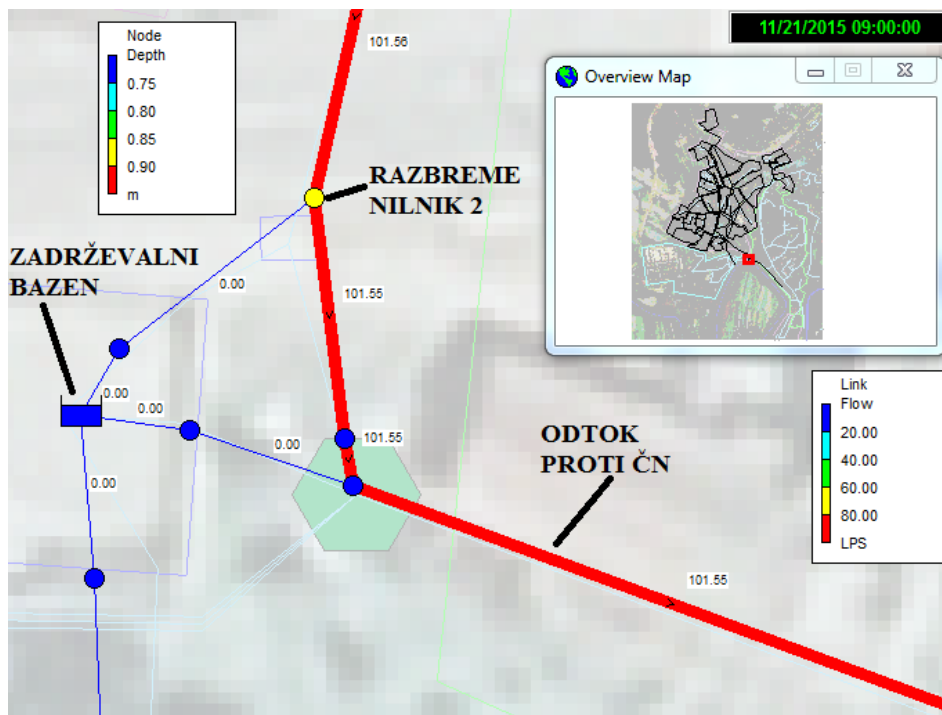 11/21/2015 09:00:00
Node
Depth
0.75
0.80
0.85
0.90
m
101.56
Overview Map
RAZBREME
NILNIK 2
ZADRŽEVALNI
BAZEN
0.00
101.55
0.00
0.00
0.00
101.55
0.00
ODTOK
PROTI ČN
101.55
Link
Flow
20.00
40.00
60.00
80.00
LPS